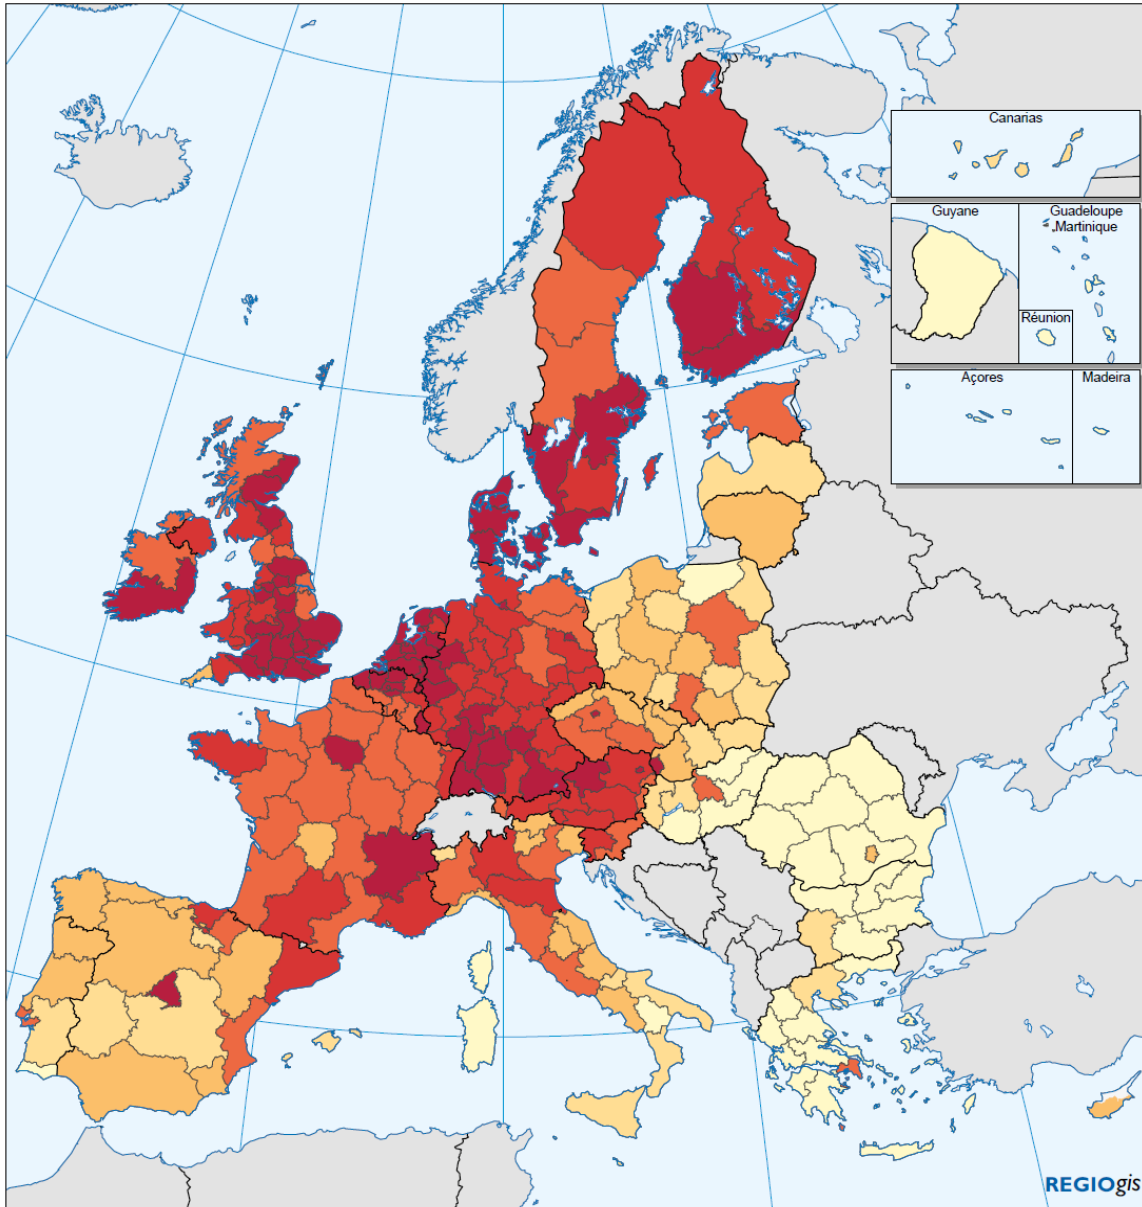 Canarias
Guyane
Guadeloupe
Martinique
Réunion
Açores
Madeira
REGIOgis